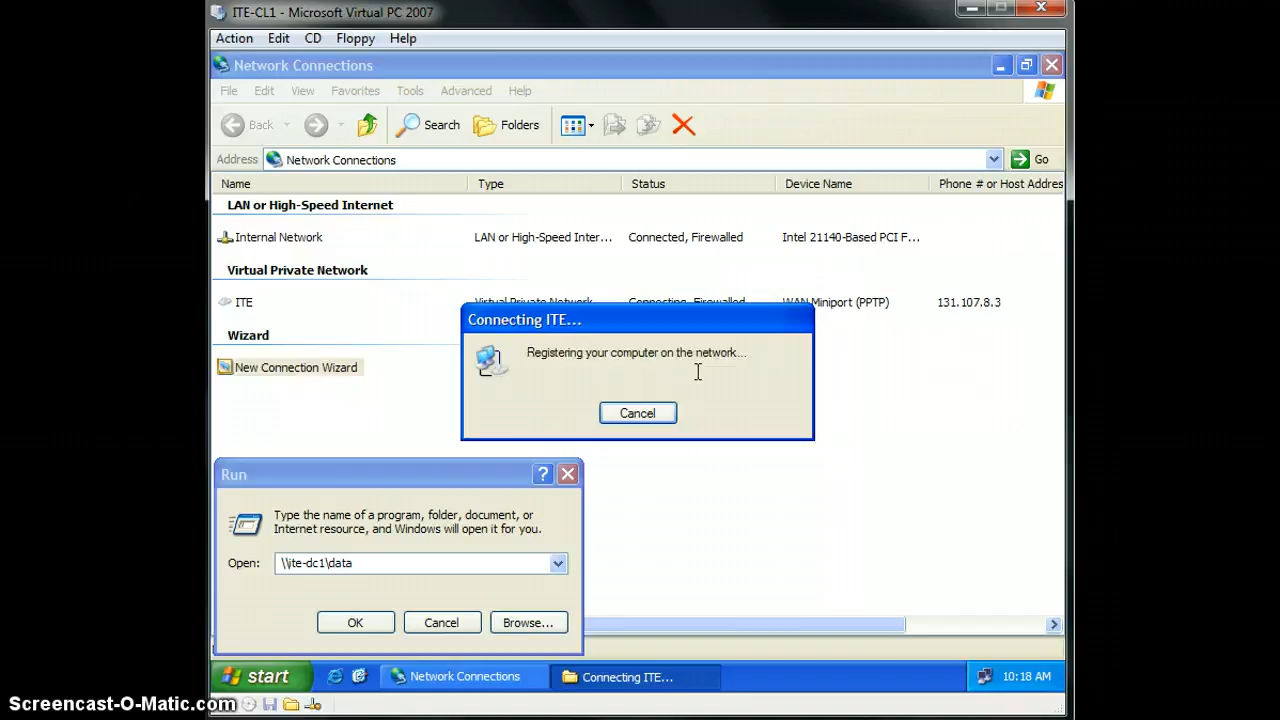 ITE-CL1 - Microsoft Virtual PC 2007
Action Edit CD Floppy Help
Network Connections
File Edit View Favorites Tools Advanced Help
Back Search Folders
Address Network Connections Go
Name Type Status Device Name Phone # or Host Addres
LAN or High-Speed Internet
Internal Network LAN or High-Speed Inter... Connected, Firewalled Intel 21140-Based PCI F...
Virtual Private Network
ITE Virtual Private Network Connecting, Firewalled WAN Miniport (PPTP) 131.107.8.3
Wizard
New Connection Wizard
Connecting ITE...
Registering your computer on the network...
Cancel
Run
Type the name of a program, folder, document, or
Internet resource, and Windows will open it for you.
Open: \\ite-dc1\data
OK Cancel Browse...
start Network Connections Connecting ITE... 10:18 AM
Screencast-O-Matic.com